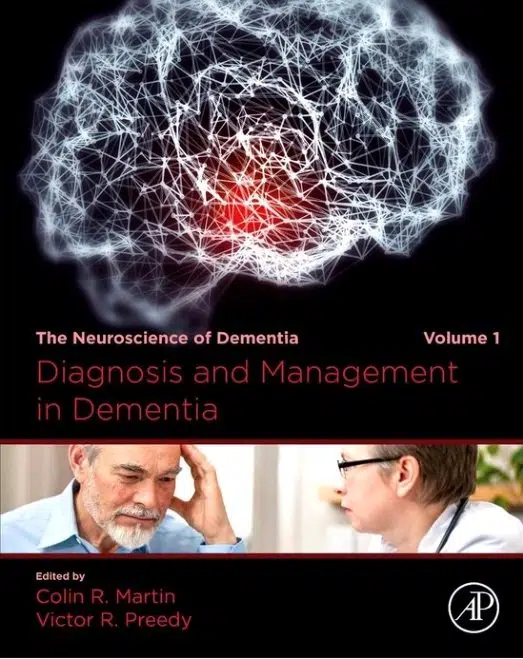 The Neuroscience of Dementia Volume 1
Diagnosis and Management
in Dementia
Edited by
Colin R. Martin
Victor R. Preedy
AP